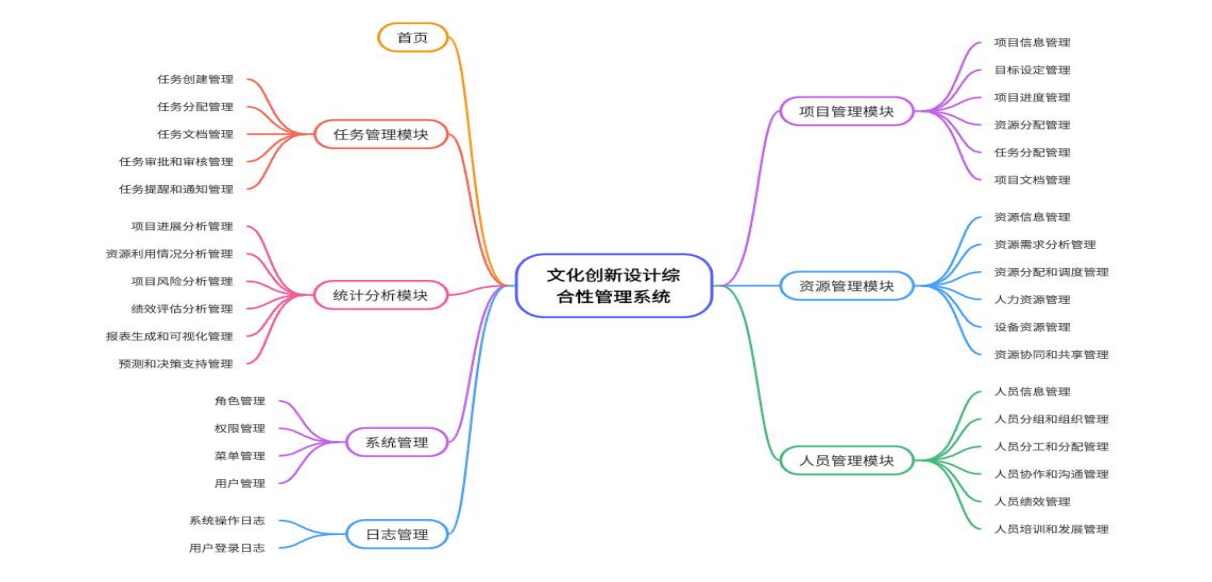 首页
任务管理模块
任务创建管理
任务分配管理
任务文档管理
任务审批和审核管理
任务提醒和通知管理
统计分析模块
项目进展分析管理
资源利用情况分析管理
项目风险分析管理
绩效评估分析管理
报表生成和可视化管理
预测和决策支持管理
系统管理
角色管理
权限管理
菜单管理
用户管理
日志管理
系统操作日志
用户登录日志
文化创新设计综
合性管理系统
项目管理模块
项目信息管理
目标设定管理
项目进度管理
资源分配管理
任务分配管理
项目文档管理
资源管理模块
资源信息管理
资源需求分析管理
资源分配和调度管理
人力资源管理
设备资源管理
资源协同和共享管理
人员管理模块
人员信息管理
人员分组和组织管理
人员分工和分配管理
人员协作和沟通管理
人员绩效管理
人员培训和发展管理